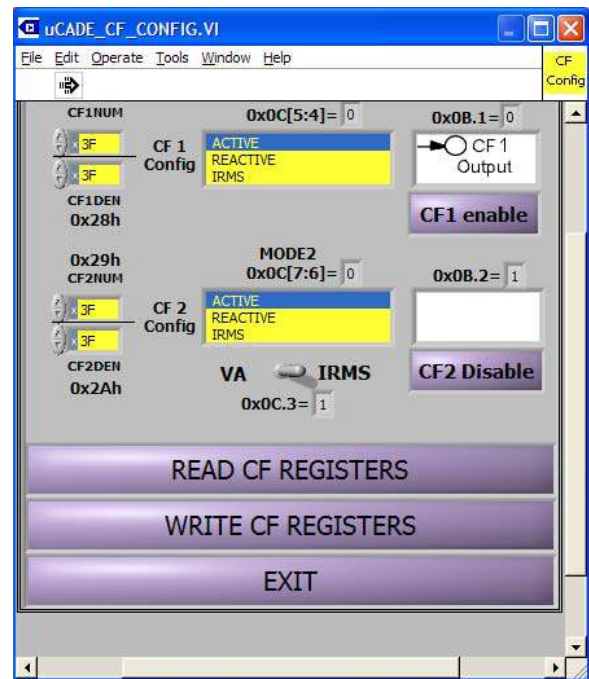 uCADE_CF_CONFIG.VI
File Edit Operate Tools Window Help
CF
Config
CF1NUM
0x0C[5:4]= 0
0x0B.1= 0
x 3F
CF 1
Config
ACTIVE
REACTIVE
IRMS
CF1
Output
x 3F
CF1DEN
0x28h
CF1 enable
0x29h
CF2NUM
MODE2
0x0C[7:6]= 0
0x0B.2= 1
x 3F
CF 2
Config
ACTIVE
REACTIVE
IRMS
x 3F
CF2DEN
0x2Ah
VA IRMS
0x0C.3= 1
CF2 Disable
READ CF REGISTERS
WRITE CF REGISTERS
EXIT